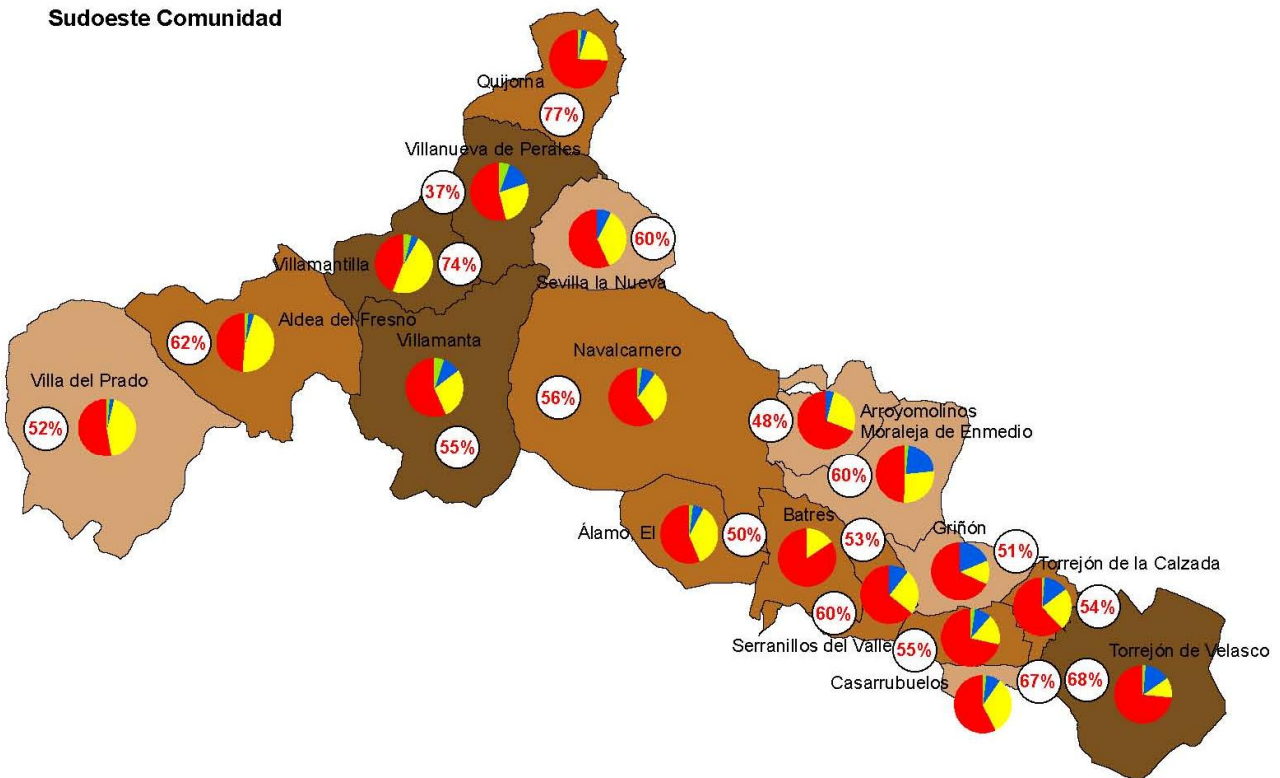 Sudoeste Comunidad
Quijorna
77%
Villanueva de Perales
37%
60%
Villamantilla
74%
Sevilla la Nueva
Aldea del Fresno
62%
Villamanta
Navalcarnero
Villa del Prado
56%
52%
48%
Arroyomolinos
Moraleja de Enmedio
55%
60%
Álamo, El
50%
Batres
53%
Griñón
51%
Torrejón de la Calzada
54%
60%
Serranillos del Valle
55%
Torrejón de Velasco
Casarrubuelos
67%
68%